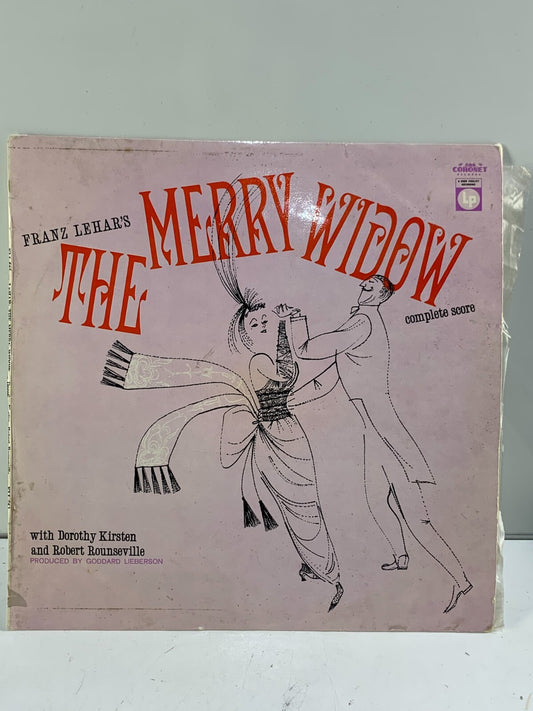 CORONET
RECORDS
LP
FRANZ LEHAR'S
THE MERRY WIDOW
complete score
with Dorothy Kirsten
and Robert Rounseville
PRODUCED BY GODDARD LIEBERSON